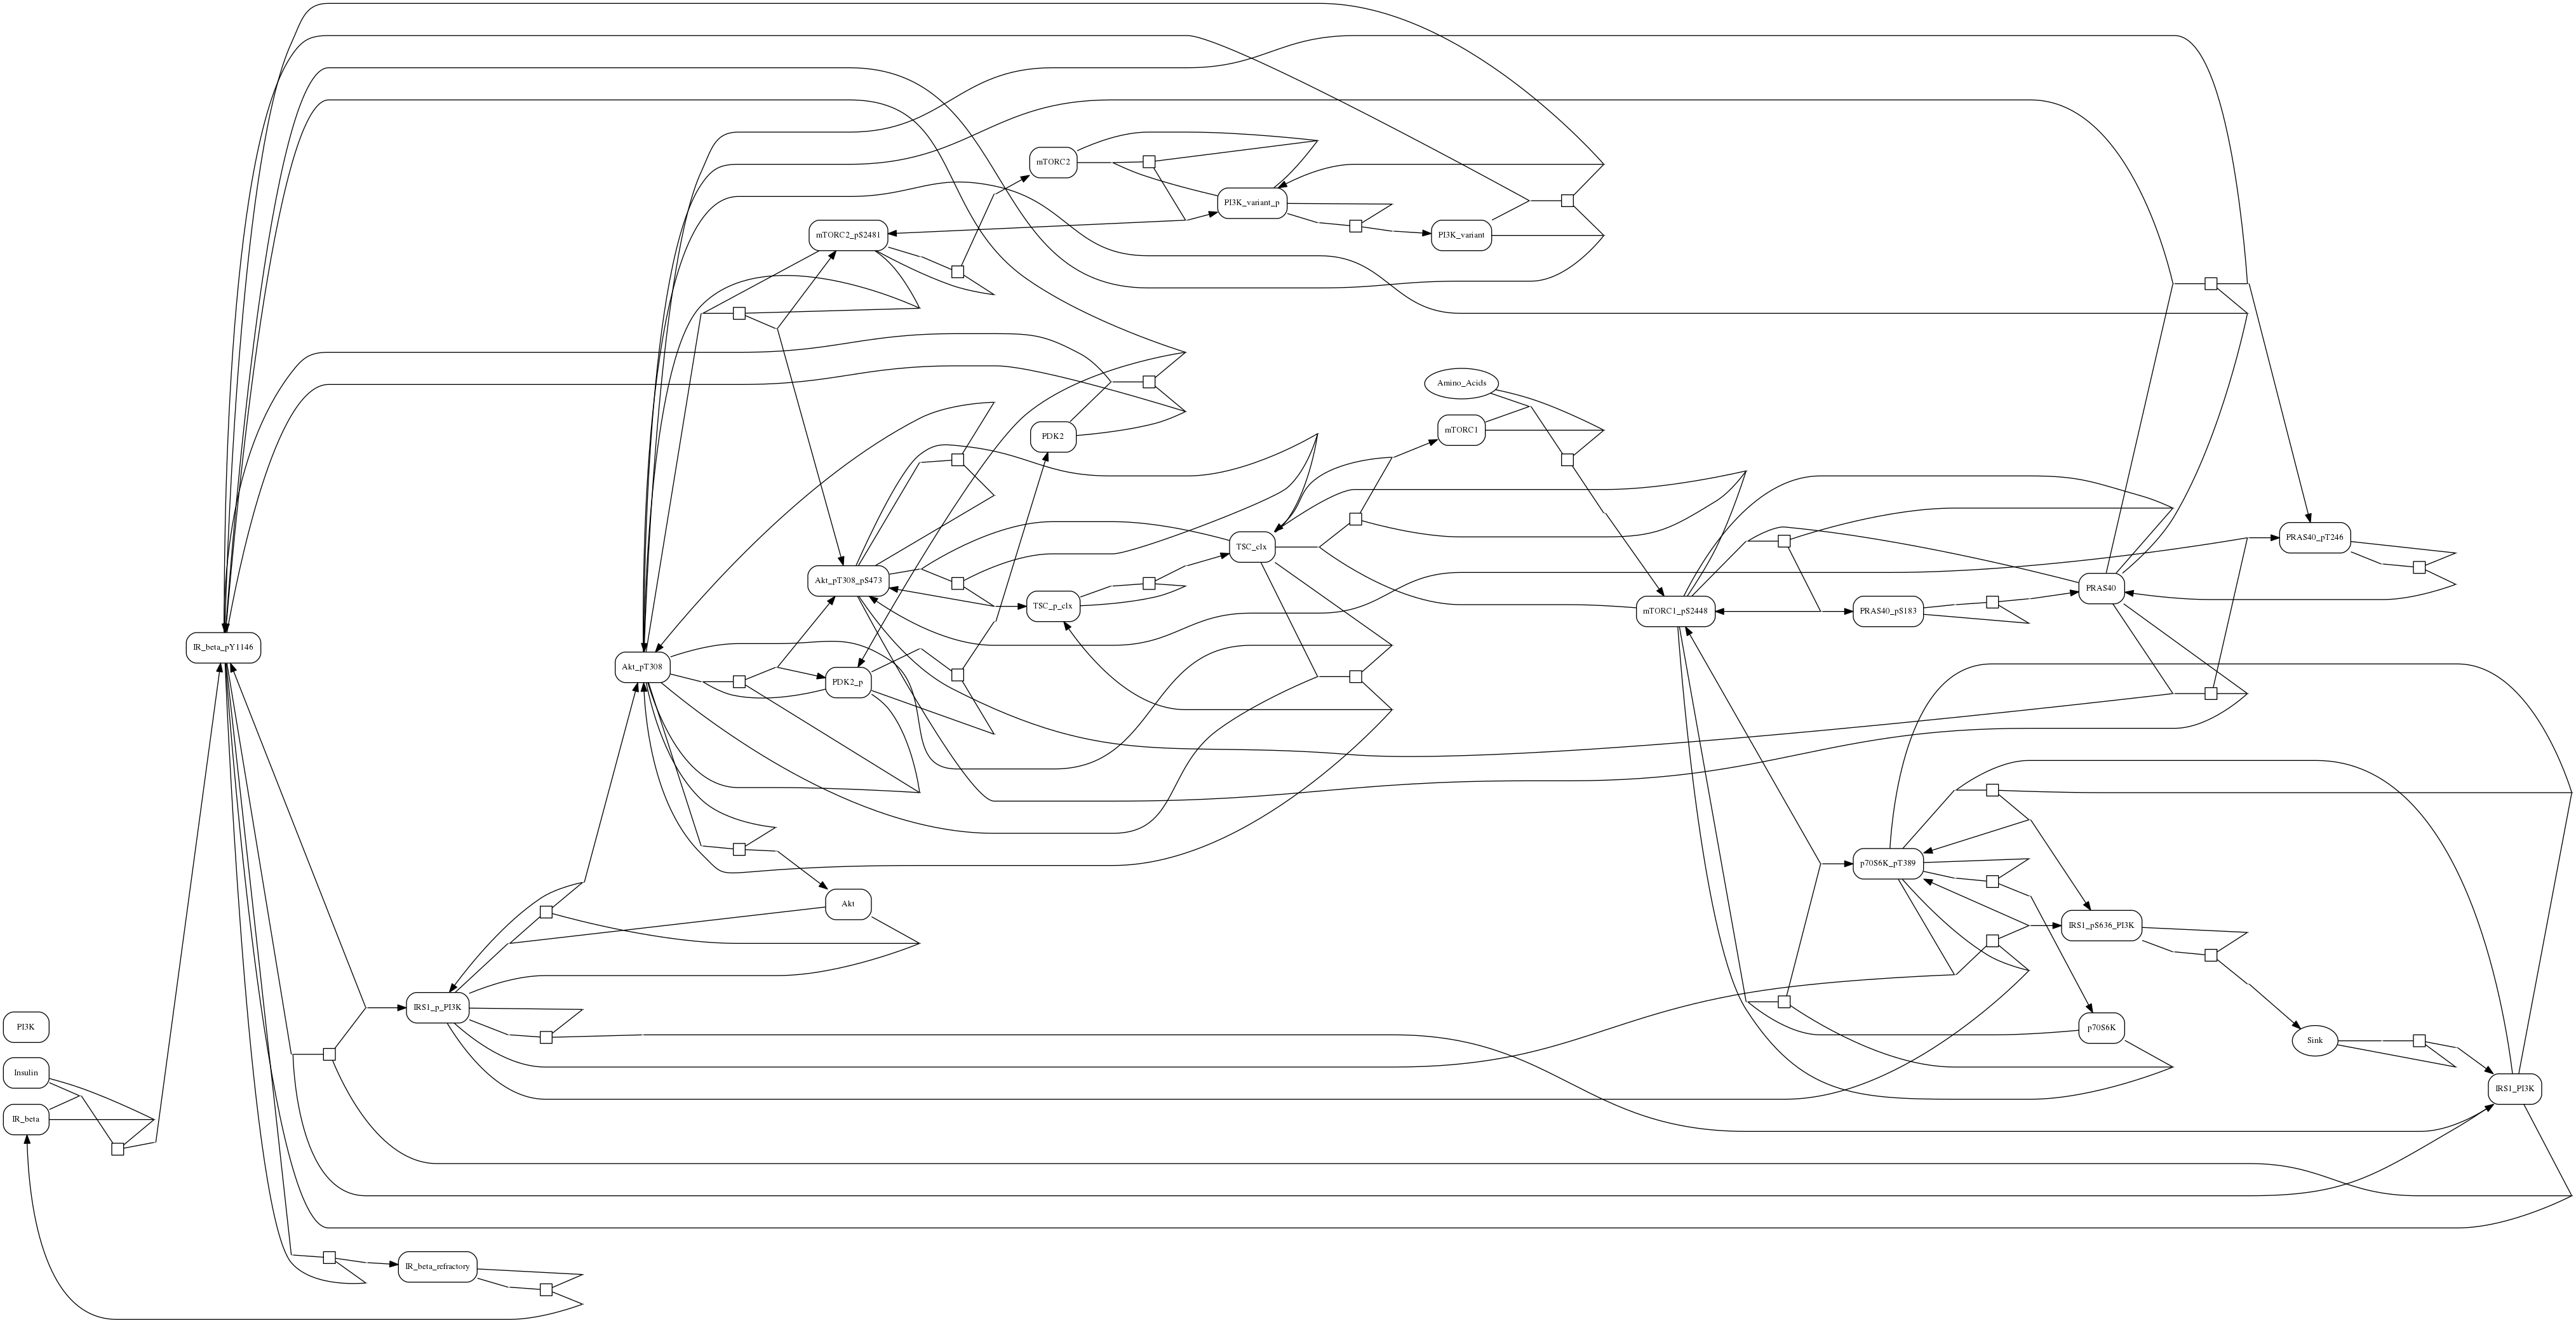 mTORC2
PI3K_variant_p
mTORC2_pS2481
PI3K_variant
Amino_Acids
PDK2
mTORC1
TSC_clx
PRAS40_pT246
Akt_pT308_pS473
PRAS40
TSC_p_clx
mTORC1_pS2448
PRAS40_pS183
IR_beta_pY1146
Akt_pT308
PDK2_p
p70S6K_pT389
Akt
IRS1_pS636_PI3K
IRS1_p_PI3K
PI3K
p70S6K
Sink
Insulin
IRS1_PI3K
IR_beta
IR_beta_refractory